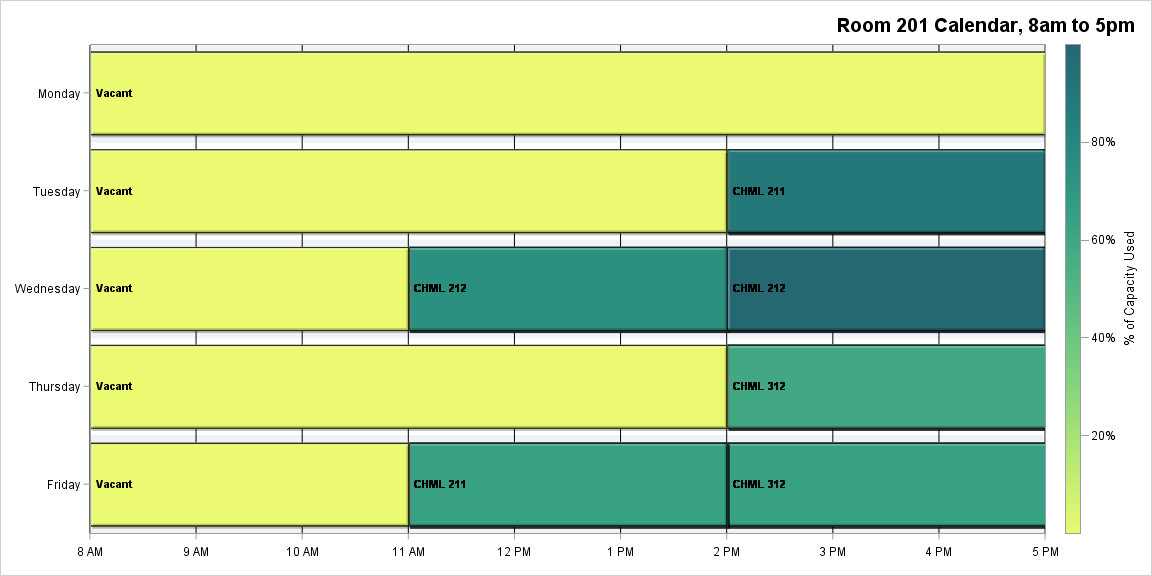 Room 201 Calendar, 8am to 5pm
Monday
Vacant
Tuesday
Vacant
CHML 211
Wednesday
Vacant
CHML 212
CHML 212
Thursday
Vacant
CHML 312
Friday
Vacant
CHML 211
CHML 312
8 AM
9 AM
10 AM
11 AM
12 PM
1 PM
2 PM
3 PM
4 PM
5 PM
80%
60%
40%
20%
% of Capacity Used